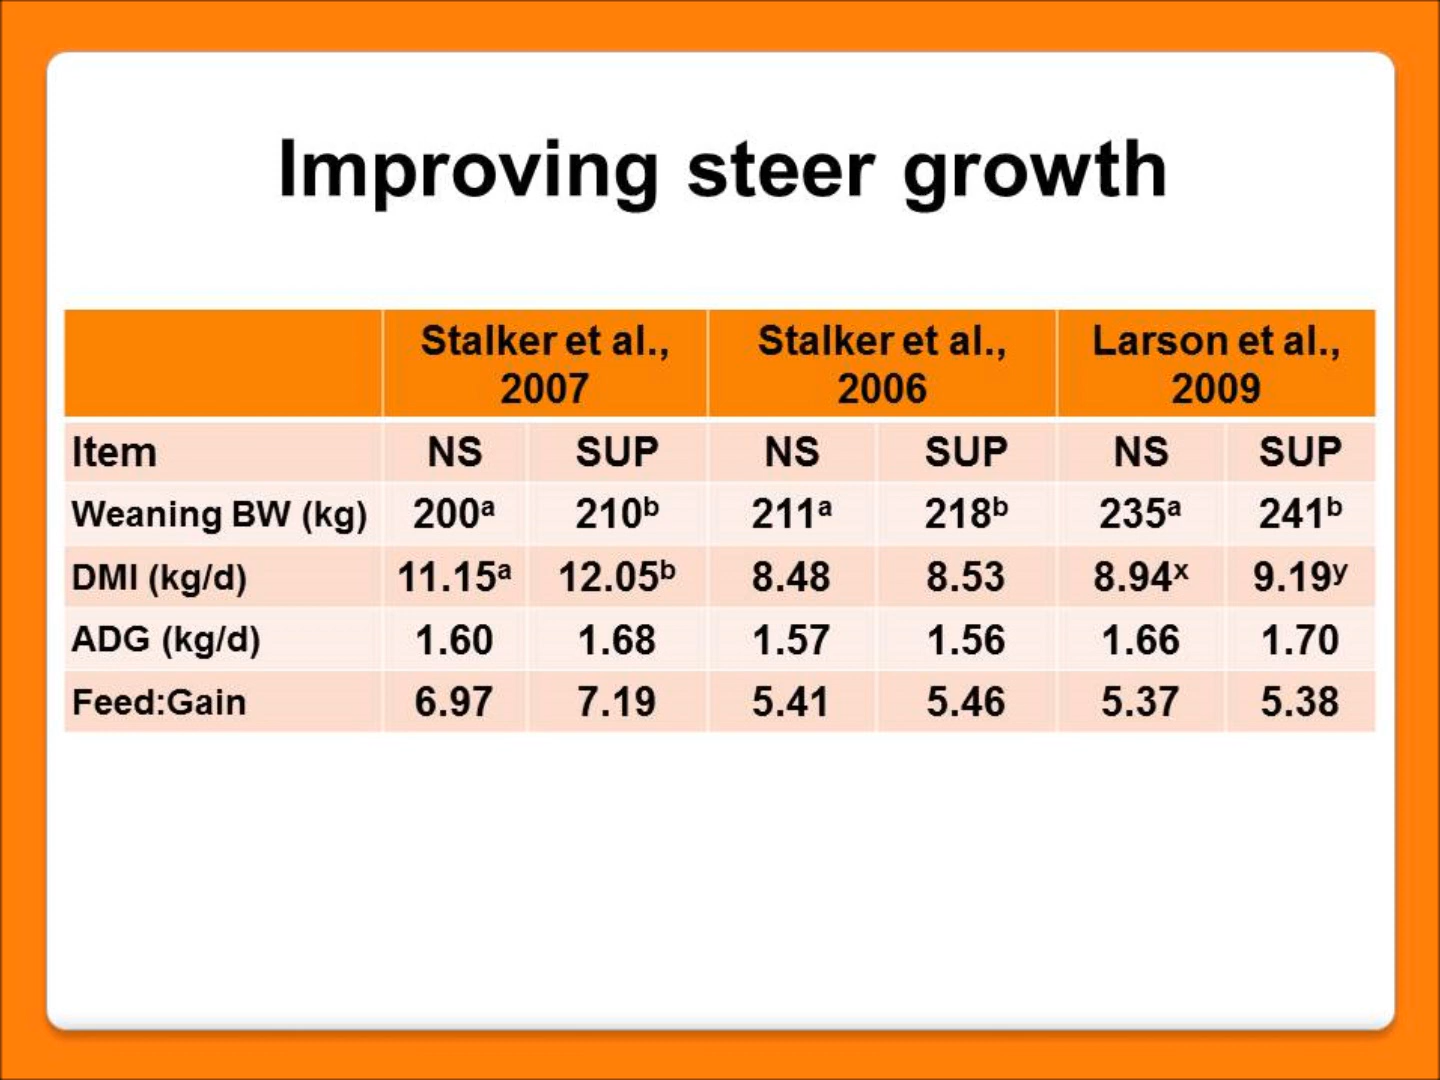 Improving steer growth
Stalker et al., 2007 Stalker et al., 2006 Larson et al., 2009
Item NS SUP NS SUP NS SUP
Weaning BW (kg) 200ᵃ 210ᵇ 211ᵃ 218ᵇ 235ᵃ 241ᵇ
DMI (kg/d) 11.15ᵃ 12.05ᵇ 8.48 8.53 8.94ˣ 9.19ʸ
ADG (kg/d) 1.60 1.68 1.57 1.56 1.66 1.70
Feed:Gain 6.97 7.19 5.41 5.46 5.37 5.38